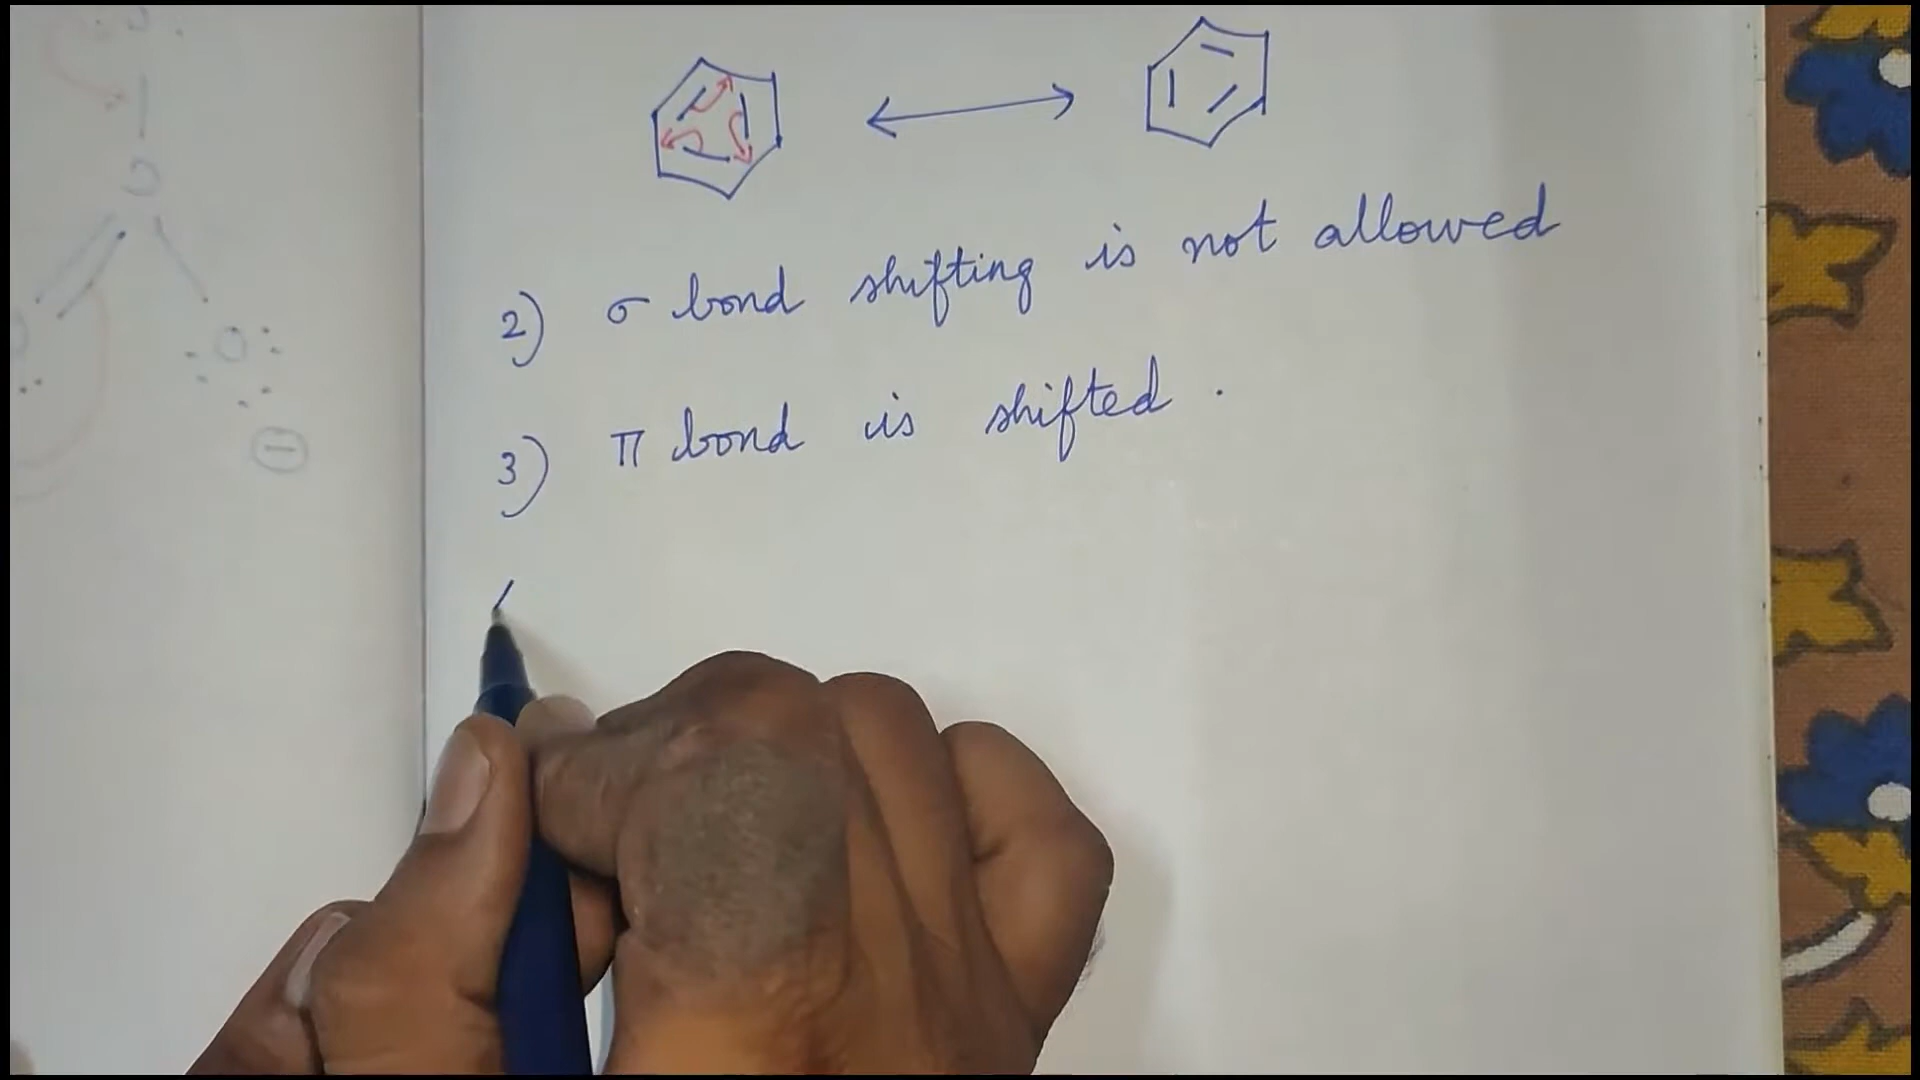 2) σ bond shifting is not allowed
3) π bond is shifted .